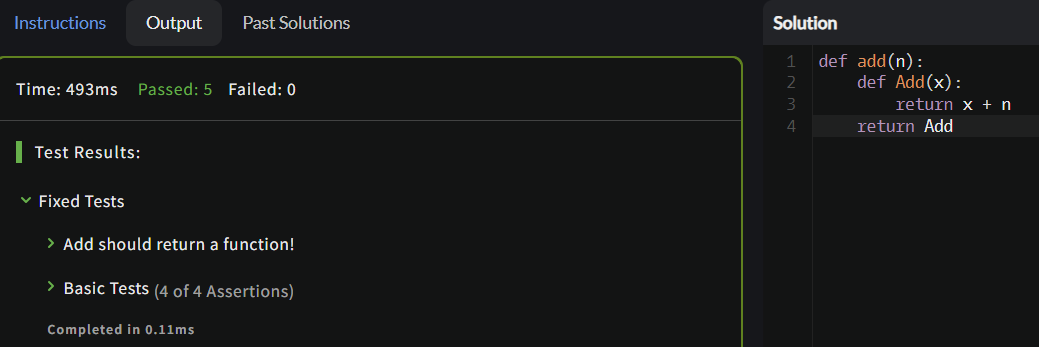 Instructions Output Past Solutions
Time: 493ms Passed: 5 Failed: 0
Test Results:
Fixed Tests
Add should return a function!
Basic Tests (4 of 4 Assertions)
Completed in 0.11ms
Solution
1 def add(n):
2     def Add(x):
3         return x + n
4     return Add